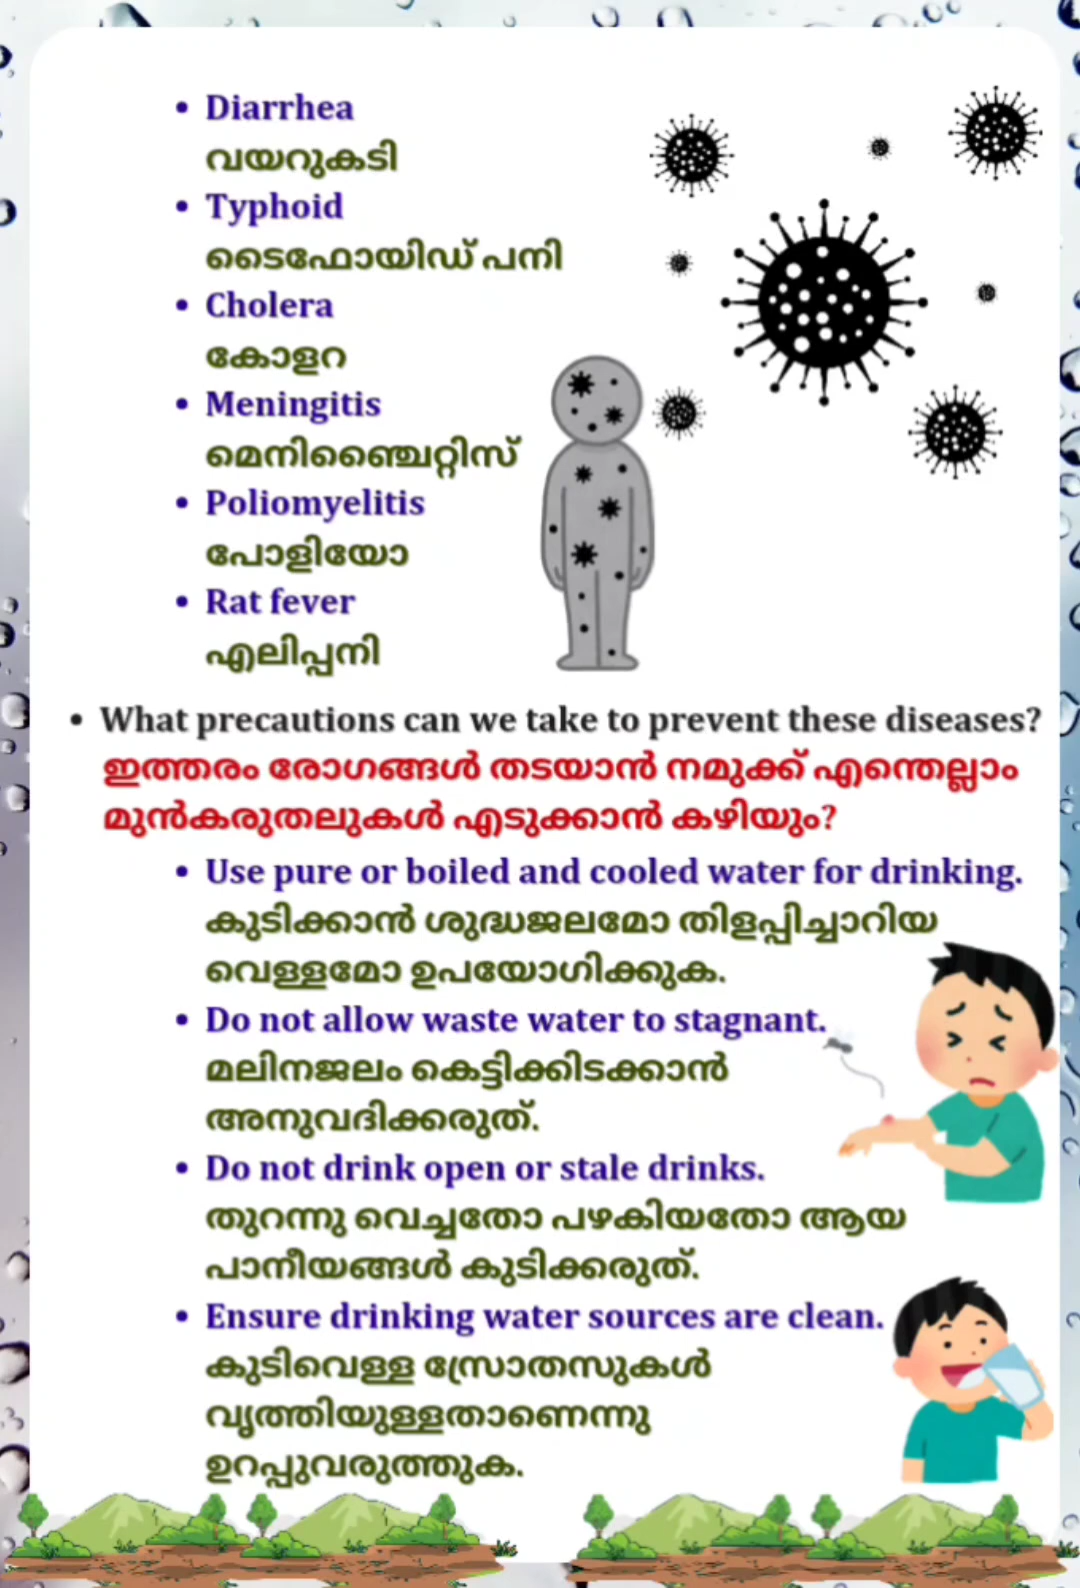 • Diarrhea
വയറുകടി
• Typhoid
ടൈഫോയിഡ് പനി
• Cholera
കോളറ
• Meningitis
മെനിഞ്ചൈറ്റിസ്
• Poliomyelitis
പോളിയോ
• Rat fever
എലിപ്പനി
• What precautions can we take to prevent these diseases?
ഇത്തരം രോഗങ്ങൾ തടയാൻ നമുക്ക് എന്തെല്ലാം
മുൻകരുതലുകൾ എടുക്കാൻ കഴിയും?
• Use pure or boiled and cooled water for drinking.
കുടിക്കാൻ ശുദ്ധജലമോ തിളപ്പിച്ചാറിയ
വെള്ളമോ ഉപയോഗിക്കുക.
• Do not allow waste water to stagnant.
മലിനജലം കെട്ടിക്കിടക്കാൻ
അനുവദിക്കരുത്.
• Do not drink open or stale drinks.
തുറന്നു വെച്ചതോ പഴകിയതോ ആയ
പാനീയങ്ങൾ കുടിക്കരുത്.
• Ensure drinking water sources are clean.
കുടിവെള്ള സ്രോതസുകൾ
വൃത്തിയുള്ളതാണെന്നു
ഉറപ്പുവരുത്തുക.